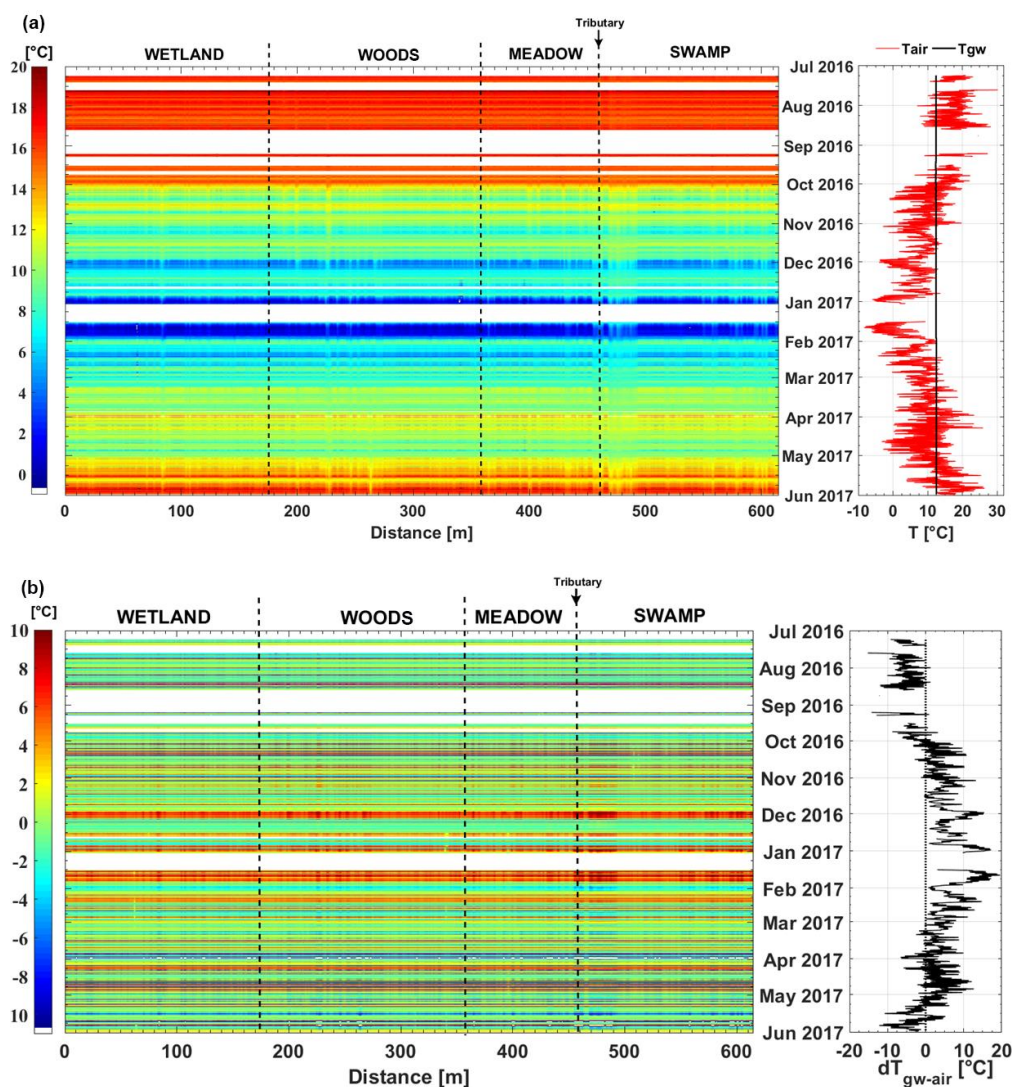 (a)
Tributary
[°C]
WETLAND WOODS MEADOW SWAMP
Tair Tgw
20
18
16
14
12
10
8
6
4
2
0
Jul 2016
Aug 2016
Sep 2016
Oct 2016
Nov 2016
Dec 2016
Jan 2017
Feb 2017
Mar 2017
Apr 2017
May 2017
Jun 2017
0 100 200 300 400 500 600
Distance [m]
-10 0 10 20 30
T [°C]
(b)
Tributary
[°C]
WETLAND WOODS MEADOW SWAMP
10
8
6
4
2
0
-2
-4
-6
-8
10
Jul 2016
Aug 2016
Sep 2016
Oct 2016
Nov 2016
Dec 2016
Jan 2017
Feb 2017
Mar 2017
Apr 2017
May 2017
Jun 2017
0 100 200 300 400 500 600
Distance [m]
-20 -10 0 10 20
dTgw-air [°C]